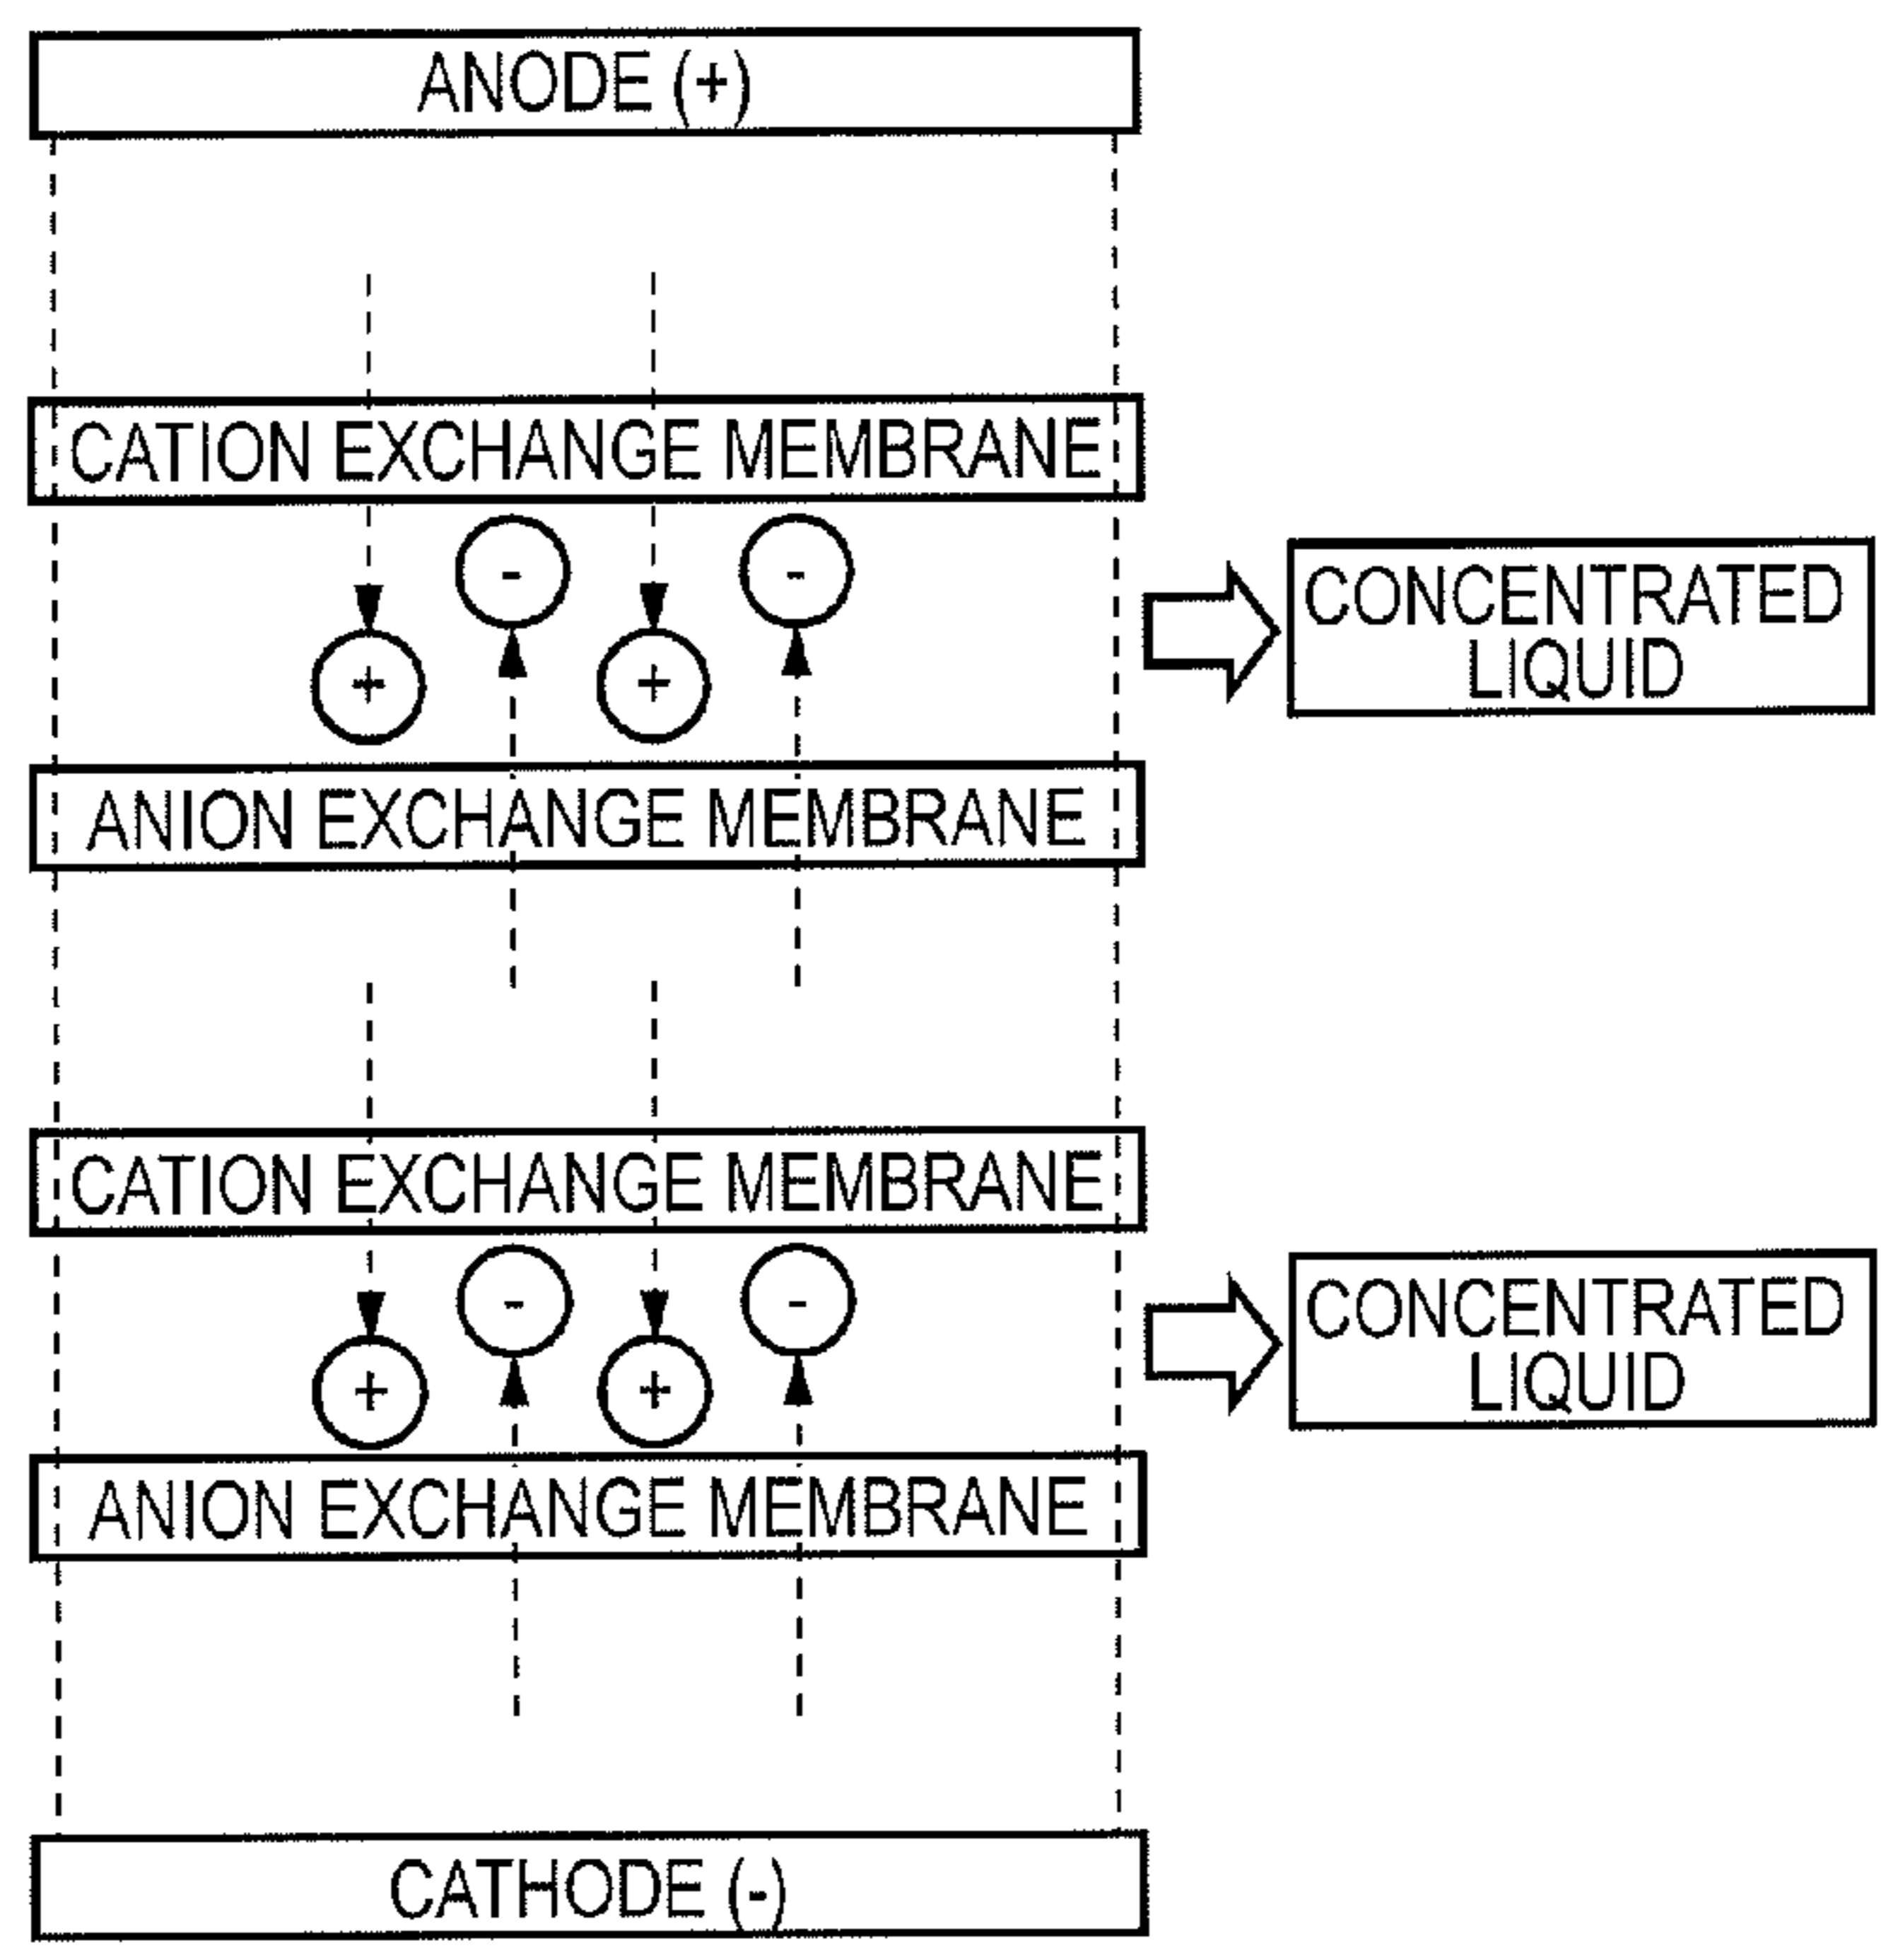 ANODE (+)
CATION EXCHANGE MEMBRANE
- -
+ +
CONCENTRATED
LIQUID
ANION EXCHANGE MEMBRANE
CATION EXCHANGE MEMBRANE
- -
+ +
CONCENTRATED
LIQUID
ANION EXCHANGE MEMBRANE
CATHODE (-)